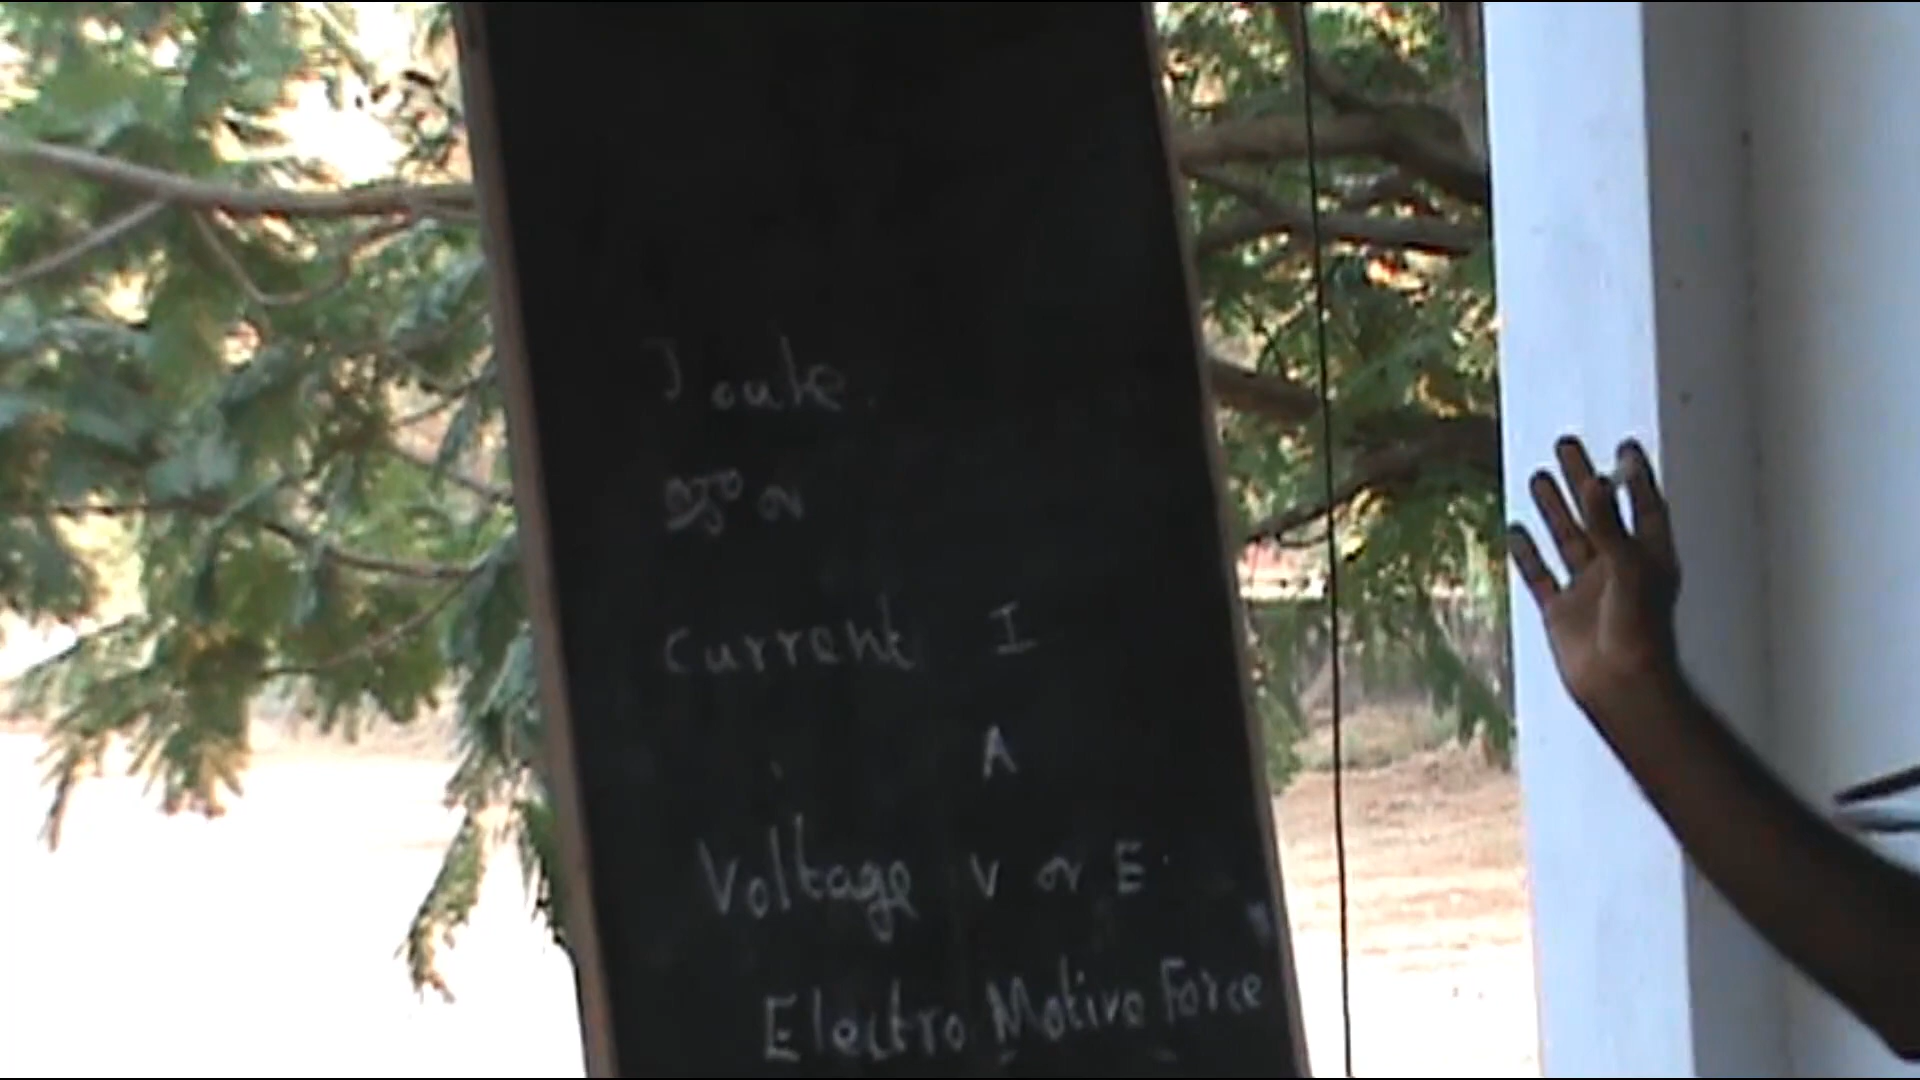 Joule
Current I
A
Voltage V or E
Electro Motive Force